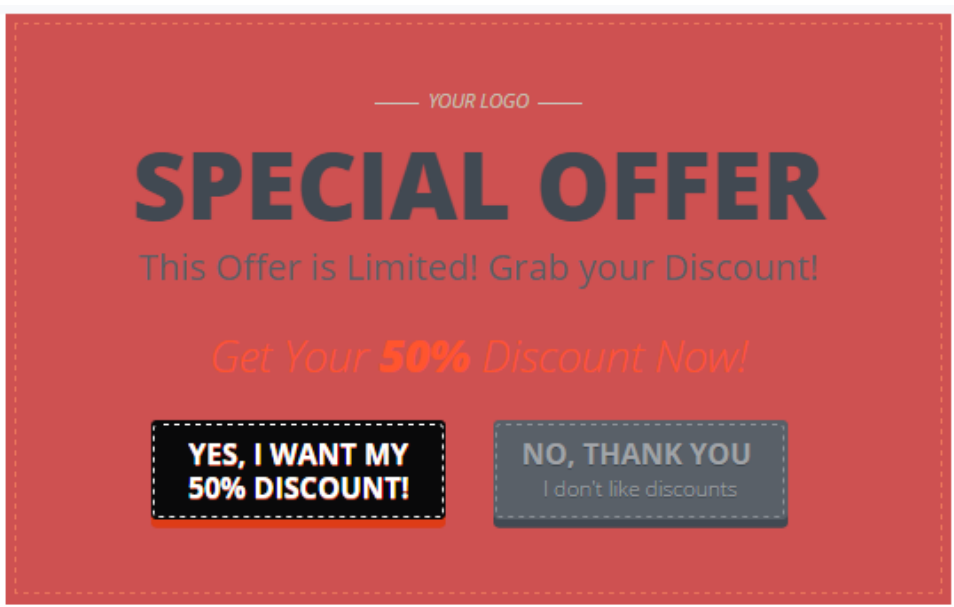 YOUR LOGO
SPECIAL OFFER
This Offer is Limited! Grab your Discount!
Get Your 50% Discount Now!
YES, I WANT MY
50% DISCOUNT!
NO, THANK YOU
I don't like discounts